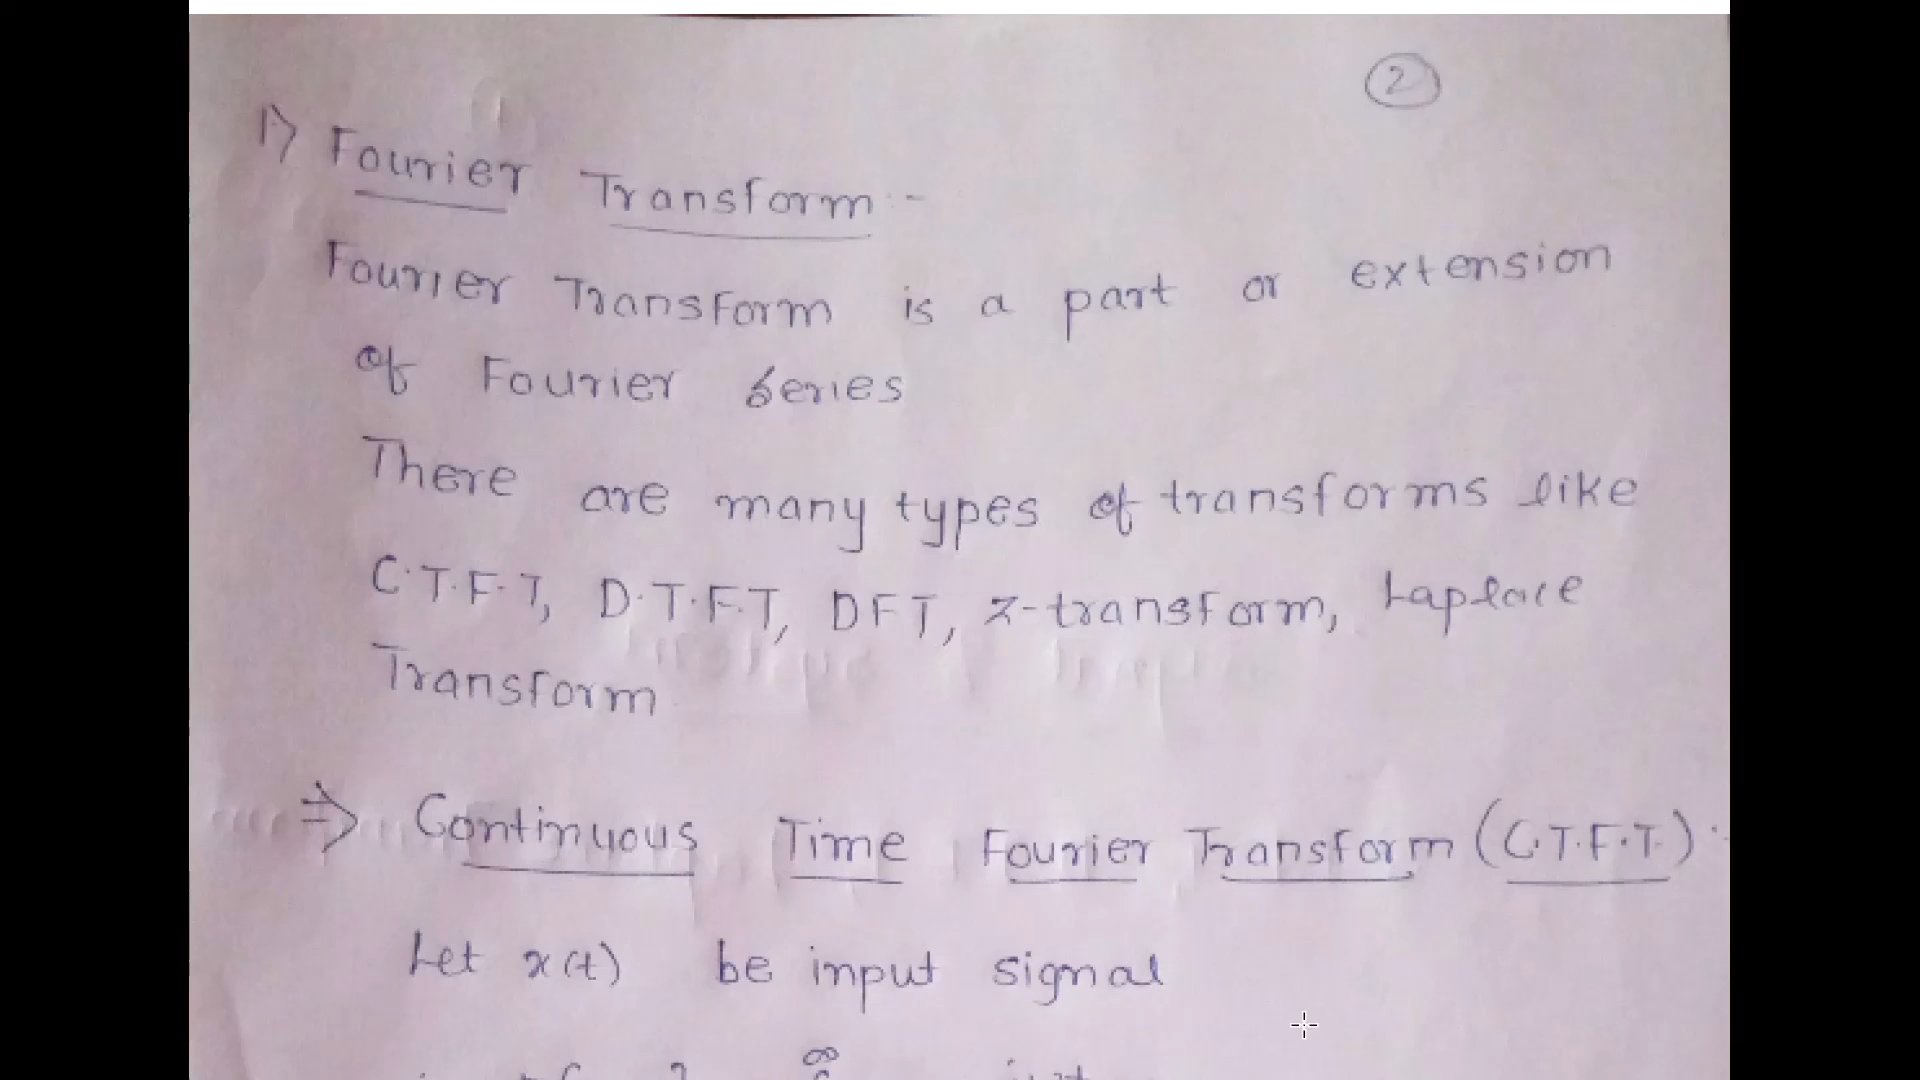 2
1) Fourier Transform :-
Fourier Transform is a part or extension
of Fourier Series
There are many types of transforms like
C.T.F.T, D.T.F.T, DFT, z-transform, Laplace
Transform
⇒ Continuous Time Fourier Transform (C.T.F.T.) :
Let x(t) be input signal
∞